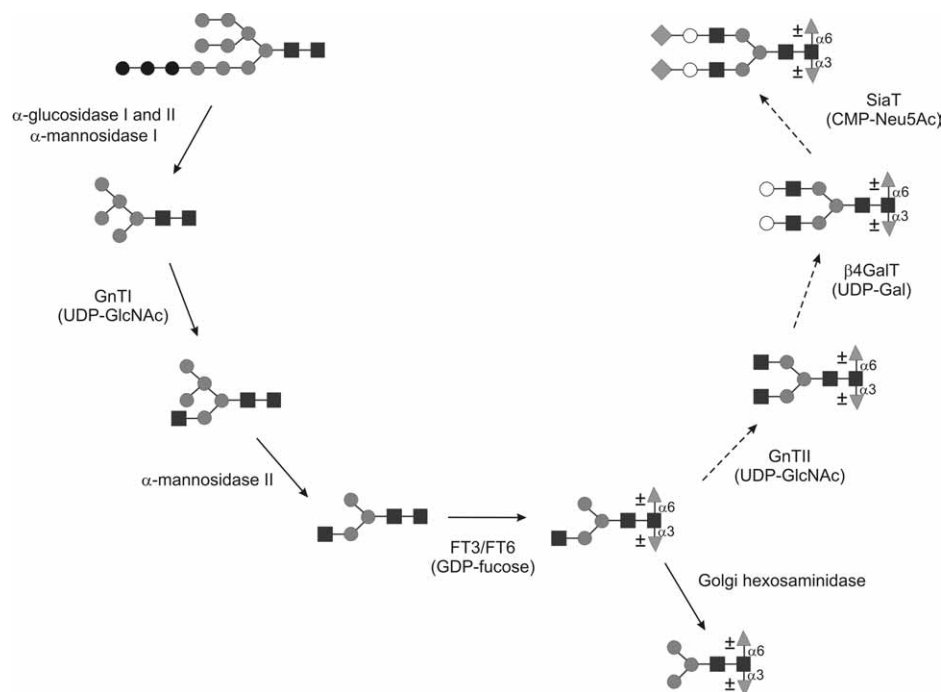 α-glucosidase I and II
α-mannosidase I
GnTI
(UDP-GlcNAc)
α-mannosidase II
FT3/FT6
(GDP-fucose)
±
α6
α3
±
Golgi hexosaminidase
±
α6
α3
±
GnTII
(UDP-GlcNAc)
±
α6
α3
±
β4GalT
(UDP-Gal)
±
α6
α3
±
SiaT
(CMP-Neu5Ac)
±
α6
α3
±